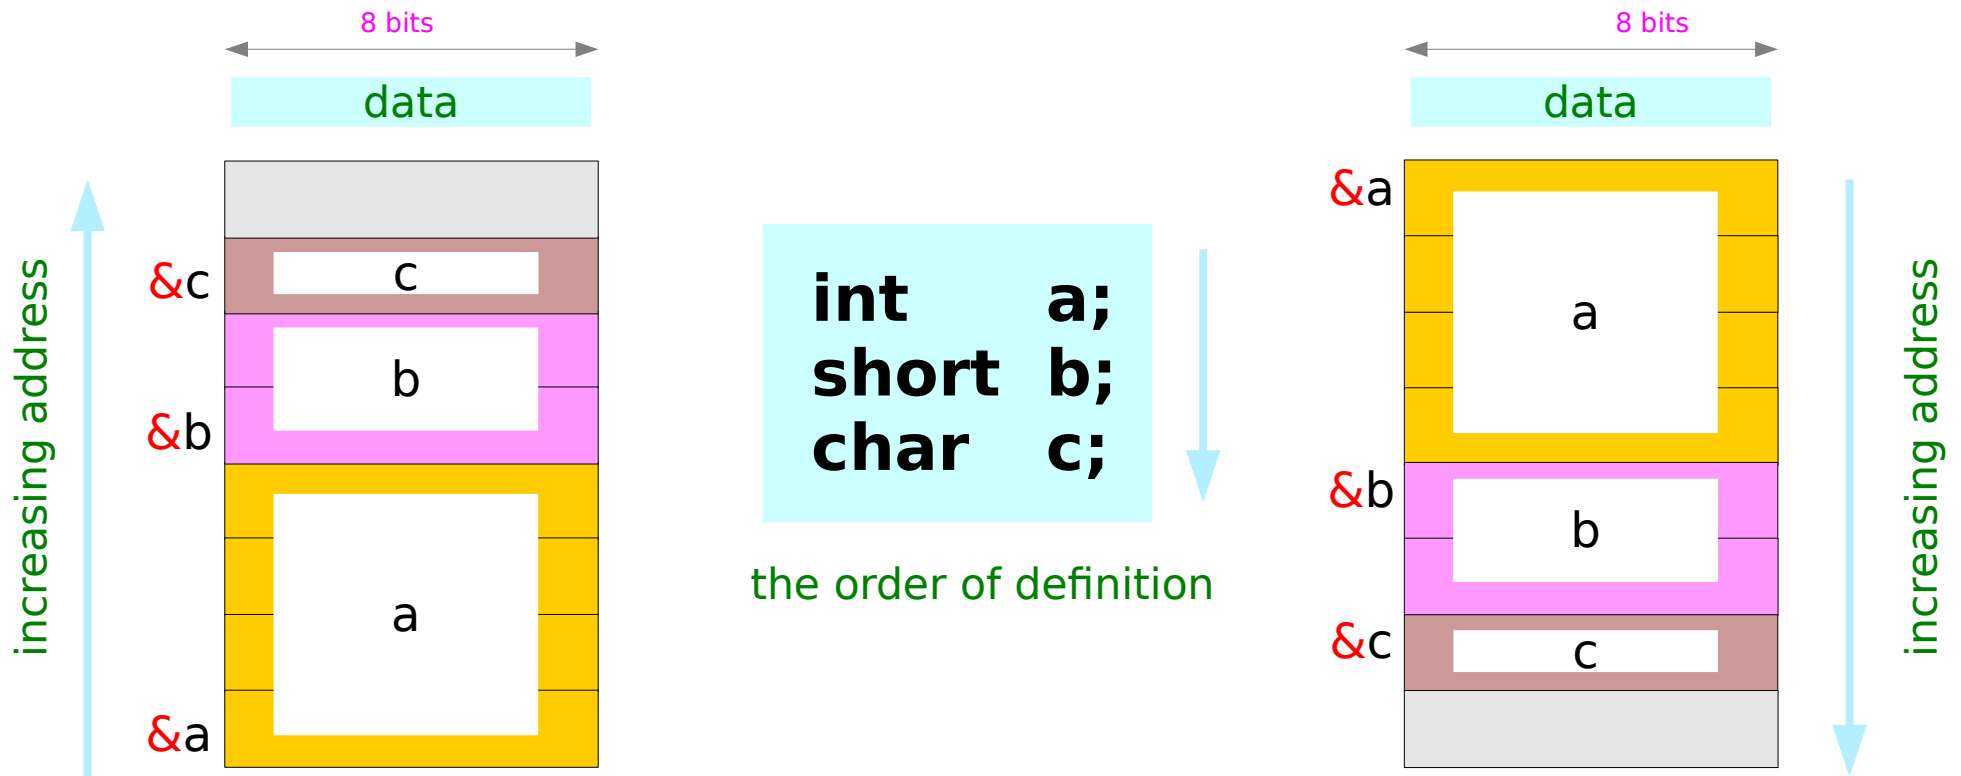 8 bits
data
increasing address
&c
c
b
&b
a
&a
int a;
short b;
char c;
the order of definition
8 bits
data
&a
a
&b
b
&c
c
increasing address